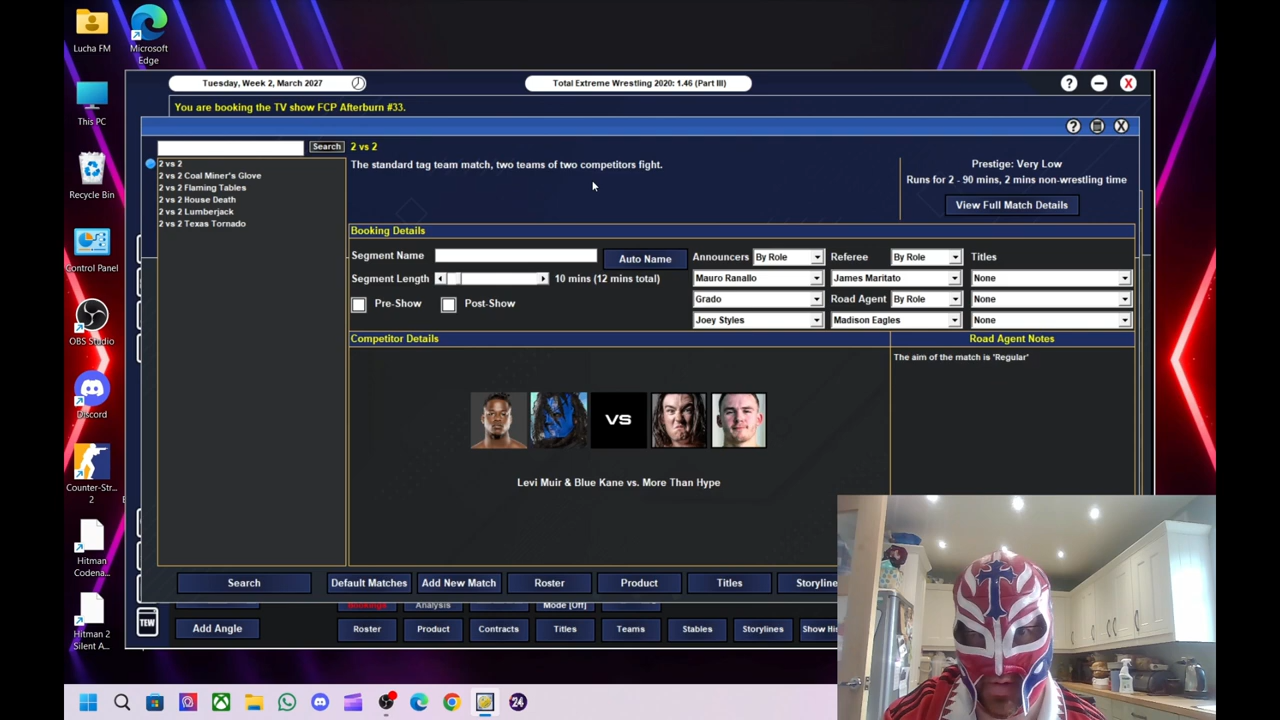 Lucha FM
Microsoft
Edge
This PC
Recycle Bin
Control Panel
OBS Studio
Discord
Counter-Str...
2
Hitman
Codena...
Hitman 2
Silent A...
Tuesday, Week 2, March 2027
Total Extreme Wrestling 2020: 1.46 (Part III)
You are booking the TV show FCP Afterburn #33.
Search
2 vs 2
2 vs 2 Coal Miner's Glove
2 vs 2 Flaming Tables
2 vs 2 House Death
2 vs 2 Lumberjack
2 vs 2 Texas Tornado
2 vs 2
The standard tag team match, two teams of two competitors fight.
Prestige: Very Low
Runs for 2 - 90 mins, 2 mins non-wrestling time
View Full Match Details
Booking Details
Segment Name
Auto Name
Announcers
By Role
Referee
By Role
Titles
Segment Length
10 mins (12 mins total)
Mauro Ranallo
James Maritato
None
Pre-Show
Post-Show
Grado
Road Agent
By Role
None
Joey Styles
Madison Eagles
None
Competitor Details
Road Agent Notes
The aim of the match is 'Regular'
VS
Levi Muir & Blue Kane vs. More Than Hype
Search
Default Matches
Add New Match
Roster
Product
Titles
Storyline
Bookings
Analysis
Mode [Off]
TEW
Add Angle
Roster
Product
Contracts
Titles
Teams
Stables
Storylines
Show His
24